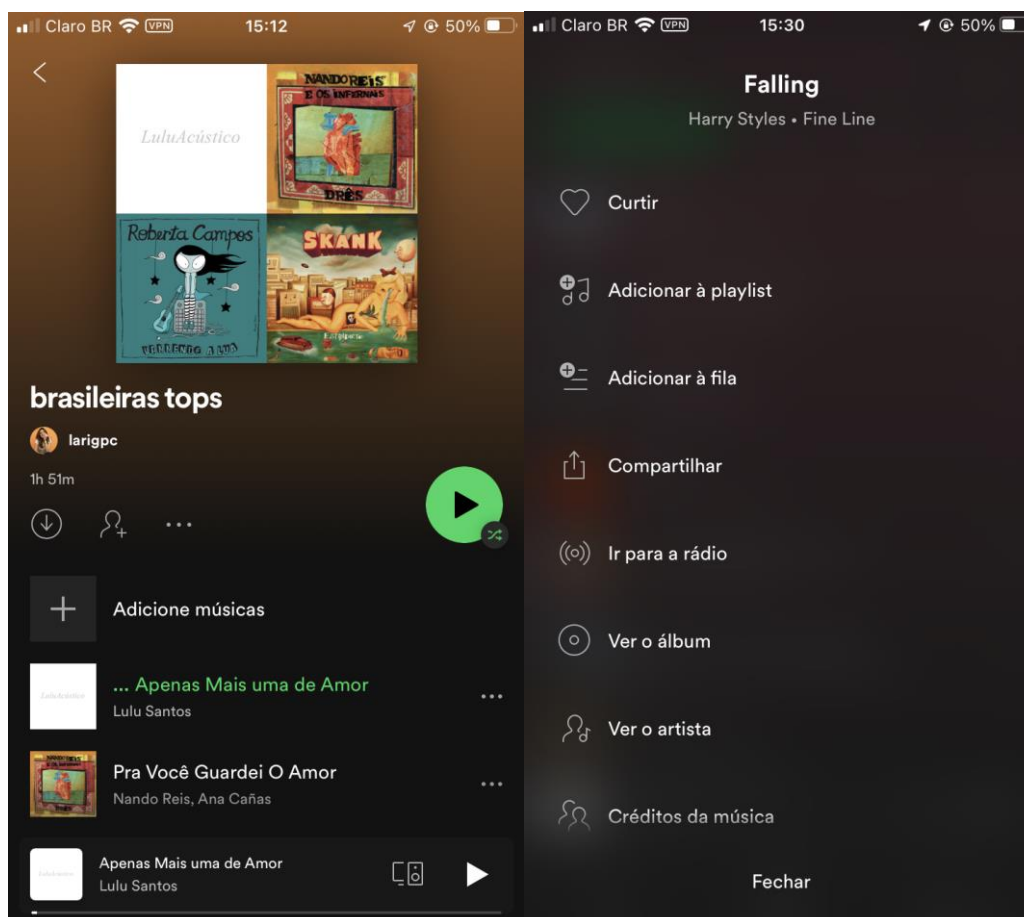 Claro BR VPN 15:12 50%
LuluAcústico
NANDO REIS
E OS INFERNAIS
DRÊS
Roberta Campos
VARRENDO A LUA
SKANK
brasileiras tops
larigpc
1h 51m
Adicione músicas
... Apenas Mais uma de Amor
Lulu Santos
Pra Você Guardei O Amor
Nando Reis, Ana Cañas
Apenas Mais uma de Amor
Lulu Santos
Claro BR VPN 15:30 50%
Falling
Harry Styles • Fine Line
Curtir
Adicionar à playlist
Adicionar à fila
Compartilhar
Ir para a rádio
Ver o álbum
Ver o artista
Créditos da música
Fechar